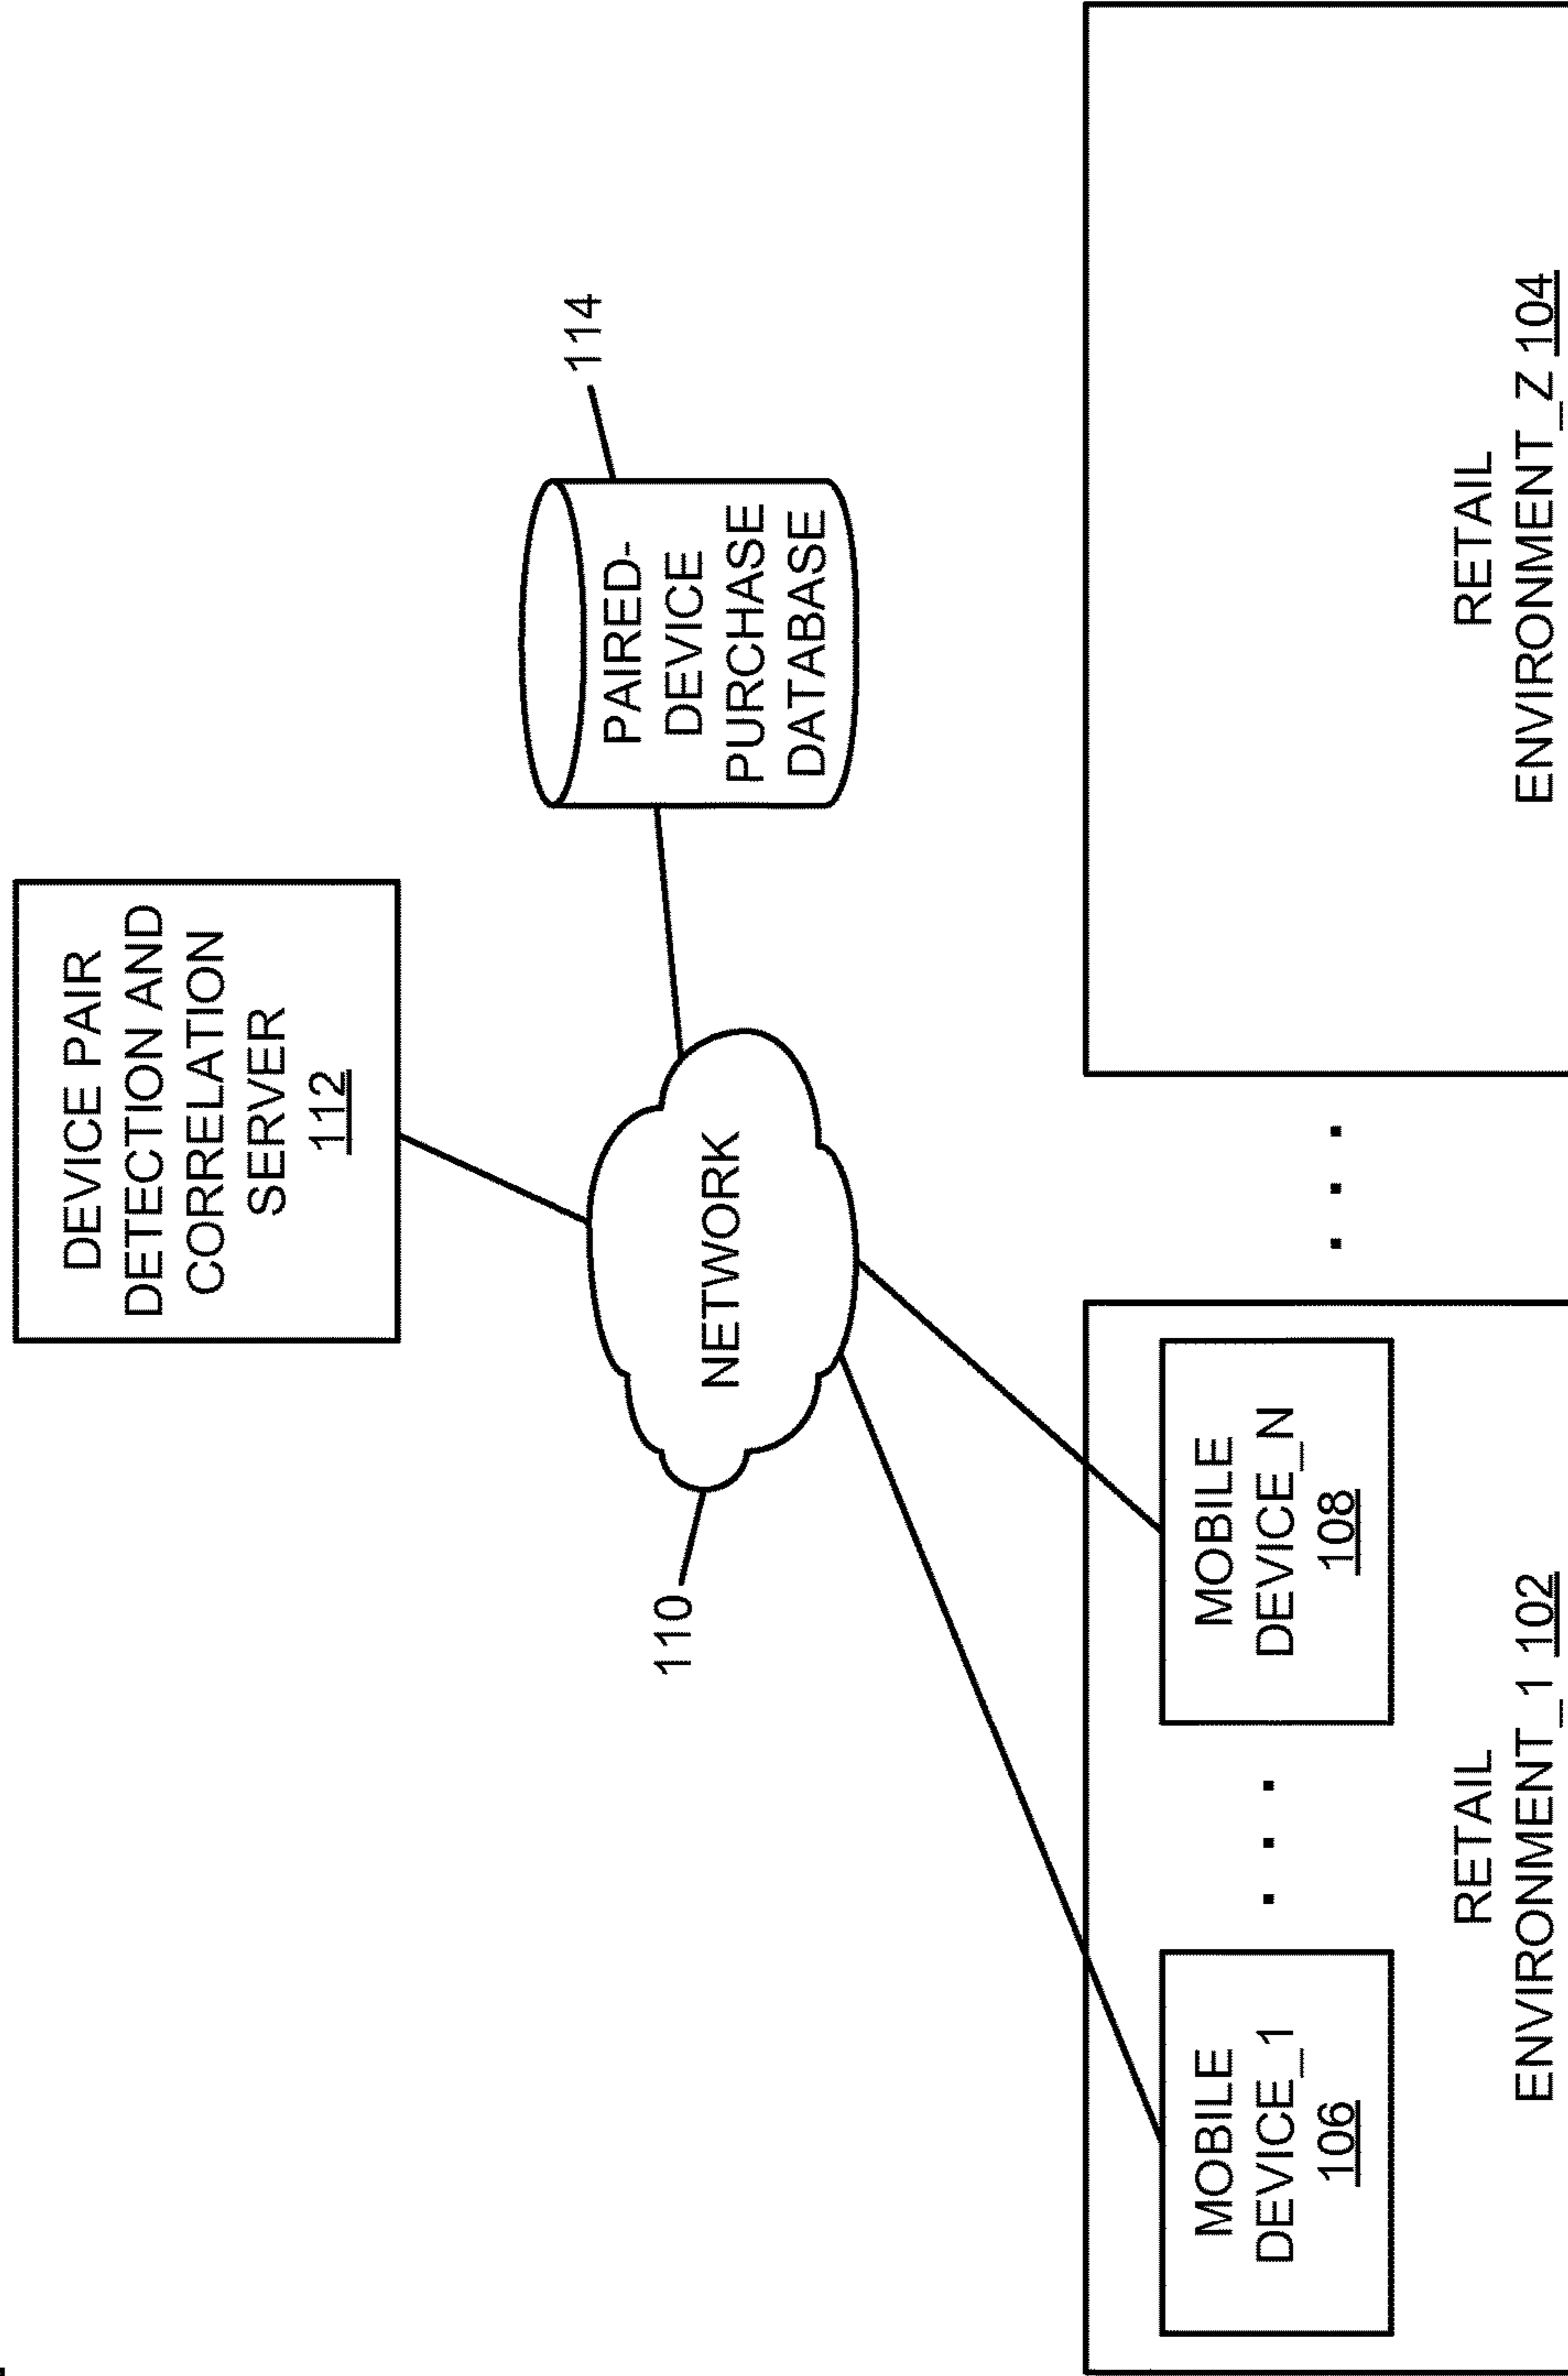 DEVICE PAIR
DETECTION AND
CORRELATION
SERVER
112
PAIRED-
DEVICE
PURCHASE
DATABASE
114
NETWORK
110
MOBILE
DEVICE_1
106
. . .
MOBILE
DEVICE_N
108
RETAIL
ENVIRONMENT_1 102
. . .
RETAIL
ENVIRONMENT_Z 104